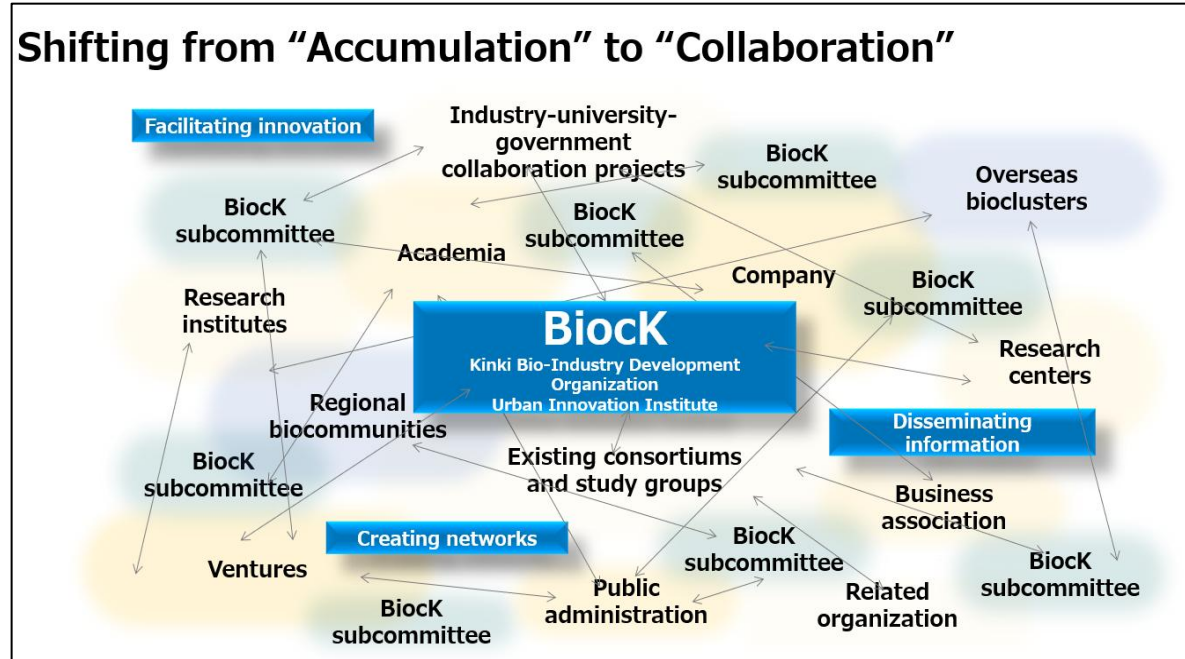 Shifting from “Accumulation” to “Collaboration”
Facilitating innovation
Industry-university-
government
collaboration projects
BiocK
subcommittee
Overseas
bioclusters
BiocK
subcommittee
BiocK
subcommittee
Academia
Company
BiocK
subcommittee
Research
institutes
BiocK
Kinki Bio-Industry Development
Organization
Urban Innovation Institute
Research
centers
Regional
biocommunities
Disseminating
information
BiocK
subcommittee
Existing consortiums
and study groups
Business
association
Creating networks
BiocK
subcommittee
Ventures
BiocK
subcommittee
Public
administration
Related
organization
BiocK
subcommittee